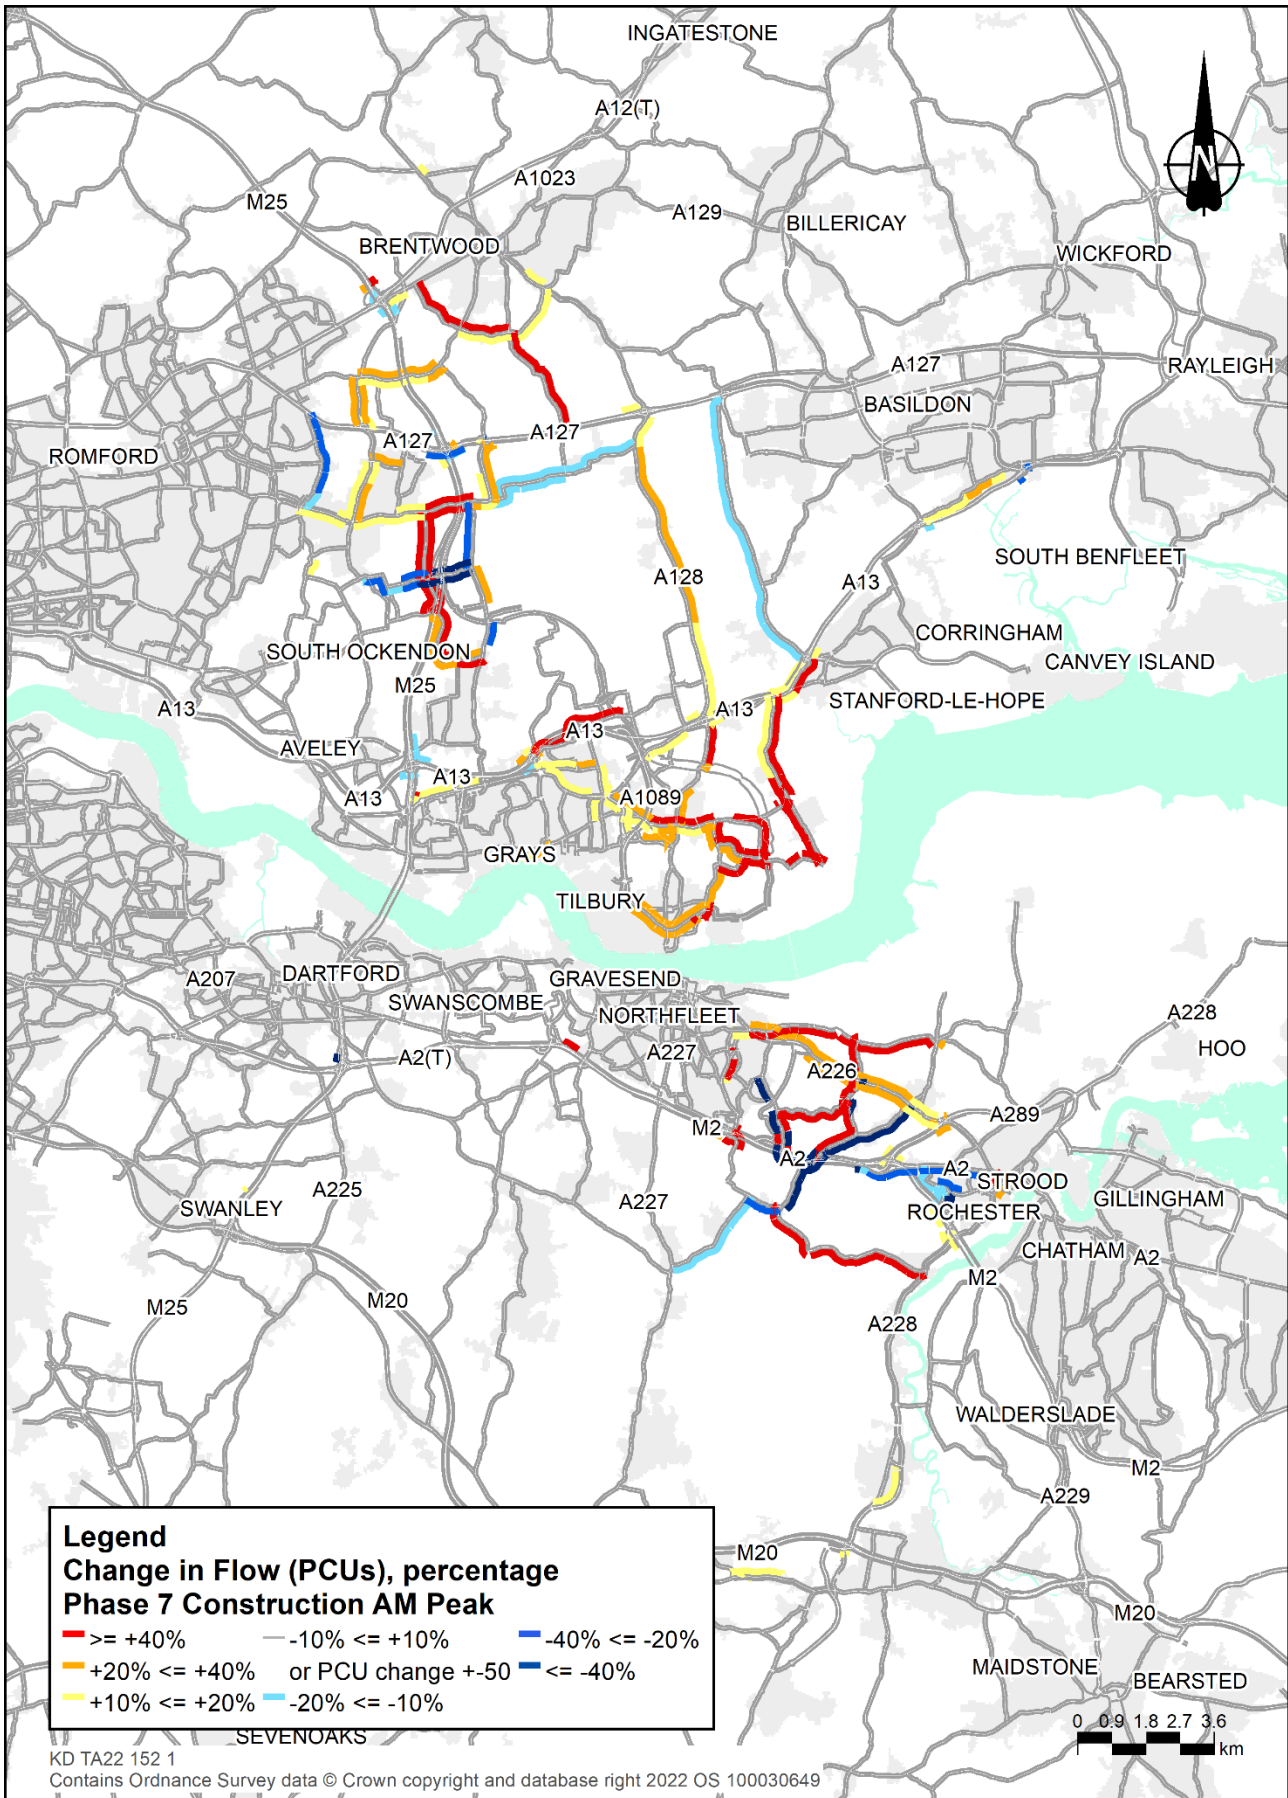 INGATESTONE
A12(T)
A1023
M25
A129
BILLERICAY
BRENTWOOD
WICKFORD
N
A127
RAYLEIGH
BASILDON
A127
A127
ROMFORD
SOUTH BENFLEET
A128
A13
CORRINGHAM
SOUTH OCKENDON
CANVEY ISLAND
M25
STANFORD-LE-HOPE
A13
A13
A13
AVELEY
A13
A13
A1089
GRAYS
TILBURY
A207
DARTFORD
GRAVESEND
SWANSCOMBE
NORTHFLEET
A228
HOO
A2(T)
A227
A226
A289
M2
A2
A2
STROOD
A225
A227
GILLINGHAM
SWANLEY
ROCHESTER
CHATHAM
A2
M2
M25
M20
A228
WALDERSLADE
M2
A229
M20
M20
MAIDSTONE
BEARSTED
Legend
Change in Flow (PCUs), percentage
Phase 7 Construction AM Peak
>= +40%
-10% <= +10%
-40% <= -20%
+20% <= +40%
or PCU change +-50
<= -40%
+10% <= +20%
-20% <= -10%
0 0.9 1.8 2.7 3.6
km
SEVENOAKS
KD TA22 152 1
Contains Ordnance Survey data © Crown copyright and database right 2022 OS 100030649